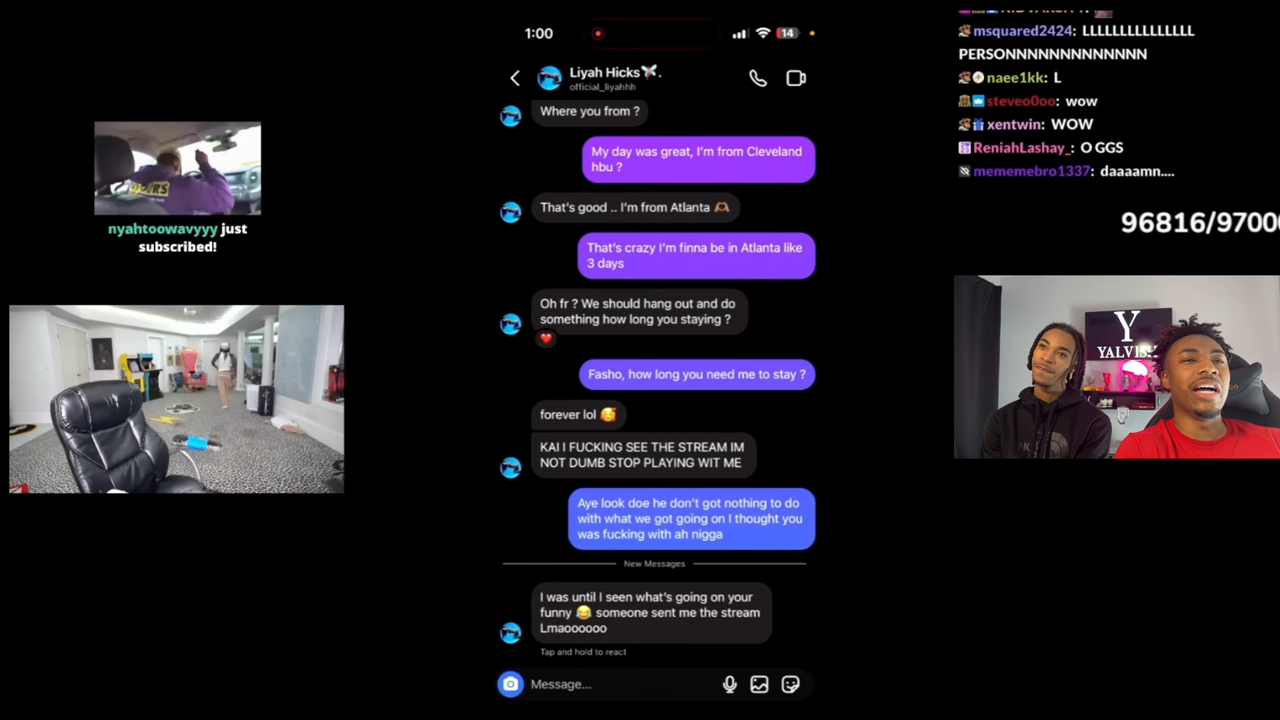 1:00
14
Liyah Hicks
official_liyahhh
Where you from ?
My day was great, I'm from Cleveland
hbu ?
That's good .. I'm from Atlanta 🫶🏽
That's crazy I'm finna be in Atlanta like
3 days
Oh fr ? We should hang out and do
something how long you staying ?
❤️
Fasho, how long you need me to stay ?
forever lol 🥰
KAI I FUCKING SEE THE STREAM IM
NOT DUMB STOP PLAYING WIT ME
Aye look doe he don't got nothing to do
with what we got going on I thought you
was fucking with ah nigga
New Messages
I was until I seen what's going on your
funny 😂 someone sent me the stream
Lmaoooooo
Tap and hold to react
Message...
nyahtoowavyyy just
subscribed!
msquared2424: LLLLLLLLLLLLLLL
PERSONNNNNNNNNNNNN
naee1kk: L
steveo0oo: wow
xentwin: WOW
ReniahLashay_: O GGS
mememebro1337: daaaamn....
96816/9700
Y